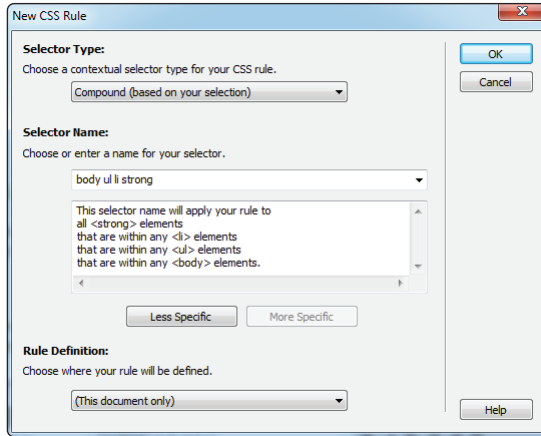 New CSS Rule
Selector Type:
Choose a contextual selector type for your CSS rule.
Compound (based on your selection)
OK
Cancel
Selector Name:
Choose or enter a name for your selector.
body ul li strong
This selector name will apply your rule to
all <strong> elements
that are within any <li> elements
that are within any <ul> elements
that are within any <body> elements.
Less Specific
More Specific
Rule Definition:
Choose where your rule will be defined.
(This document only)
Help